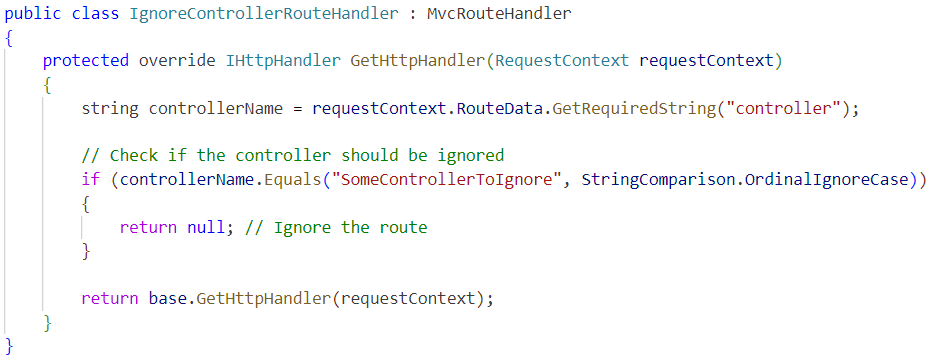 public class IgnoreControllerRouteHandler : MvcRouteHandler
{
    protected override IHttpHandler GetHttpHandler(RequestContext requestContext)
    {
        string controllerName = requestContext.RouteData.GetRequiredString("controller");

        // Check if the controller should be ignored
        if (controllerName.Equals("SomeControllerToIgnore", StringComparison.OrdinalIgnoreCase))
        {
            return null; // Ignore the route
        }

        return base.GetHttpHandler(requestContext);
    }
}